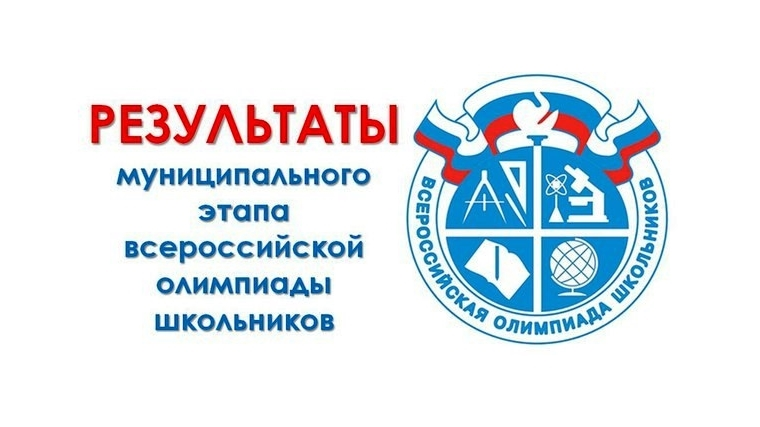 РЕЗУЛЬТАТЫ
муниципального
этапа
всероссийской
олимпиады
школьников
ВСЕРОССИЙСКАЯ ОЛИМПИАДА ШКОЛЬНИКОВ